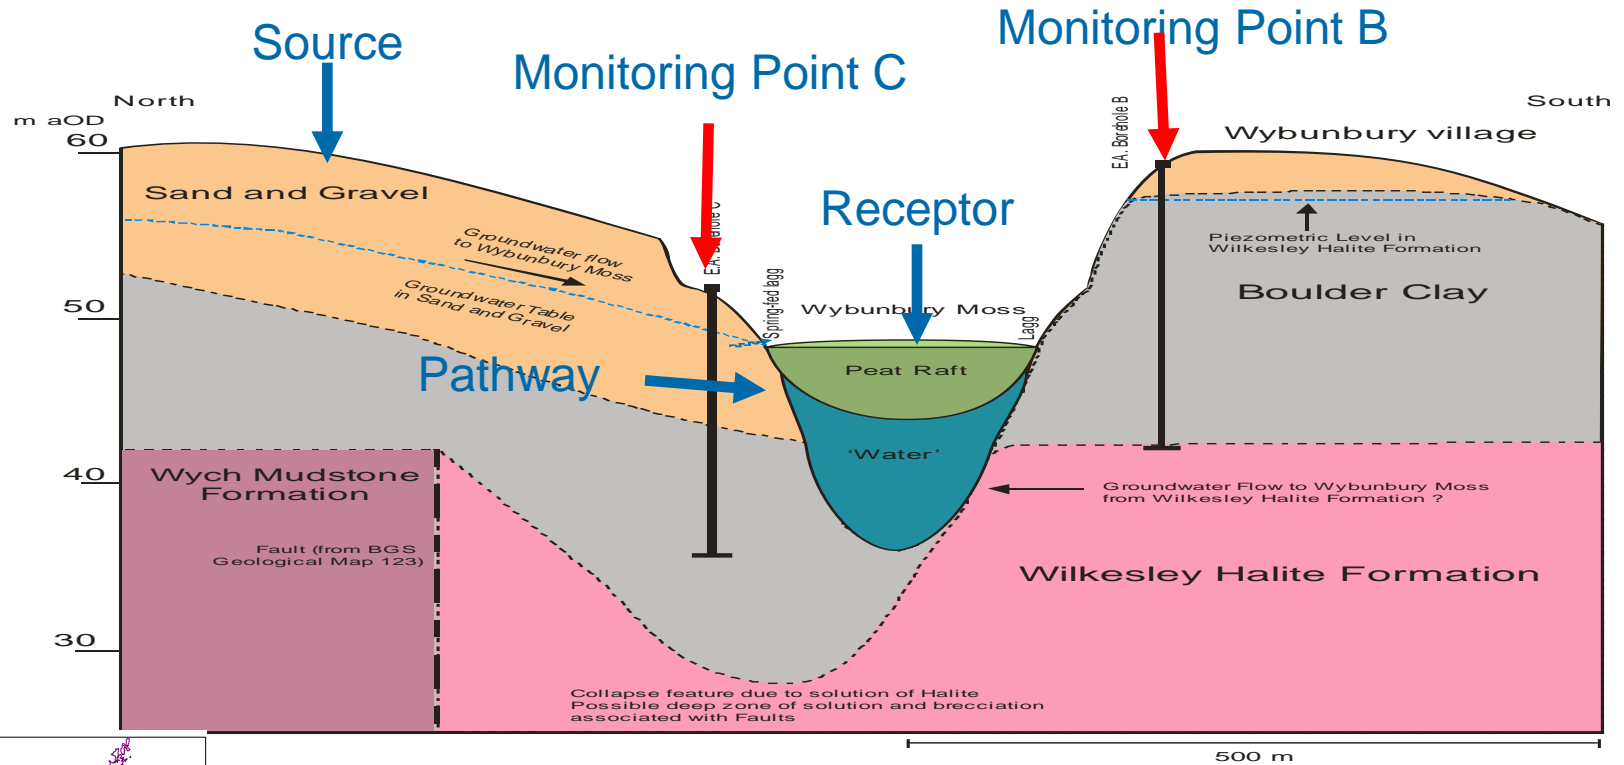 Source
Monitoring Point C
Monitoring Point B
North
South
m aOD
60
50
40
30
E.A. Borehole B
Wybunbury village
Sand and Gravel
E.A. Borehole C
Receptor
Groundwater flow
to Wybunbury Moss
Groundwater Table
in Sand and Gravel
Piezometric Level in
Wilkesley Halite Formation
Boulder Clay
Spring-fed lagg
Wybunbury Moss
Lagg
Pathway
Peat Raft
'Water'
Wych Mudstone
Formation
Groundwater Flow to Wybunbury Moss
from Wilkesley Halite Formation ?
Fault (from BGS
Geological Map 123)
Wilkesley Halite Formation
Collapse feature due to solution of Halite
Possible deep zone of solution and brecciation
associated with Faults
500 m